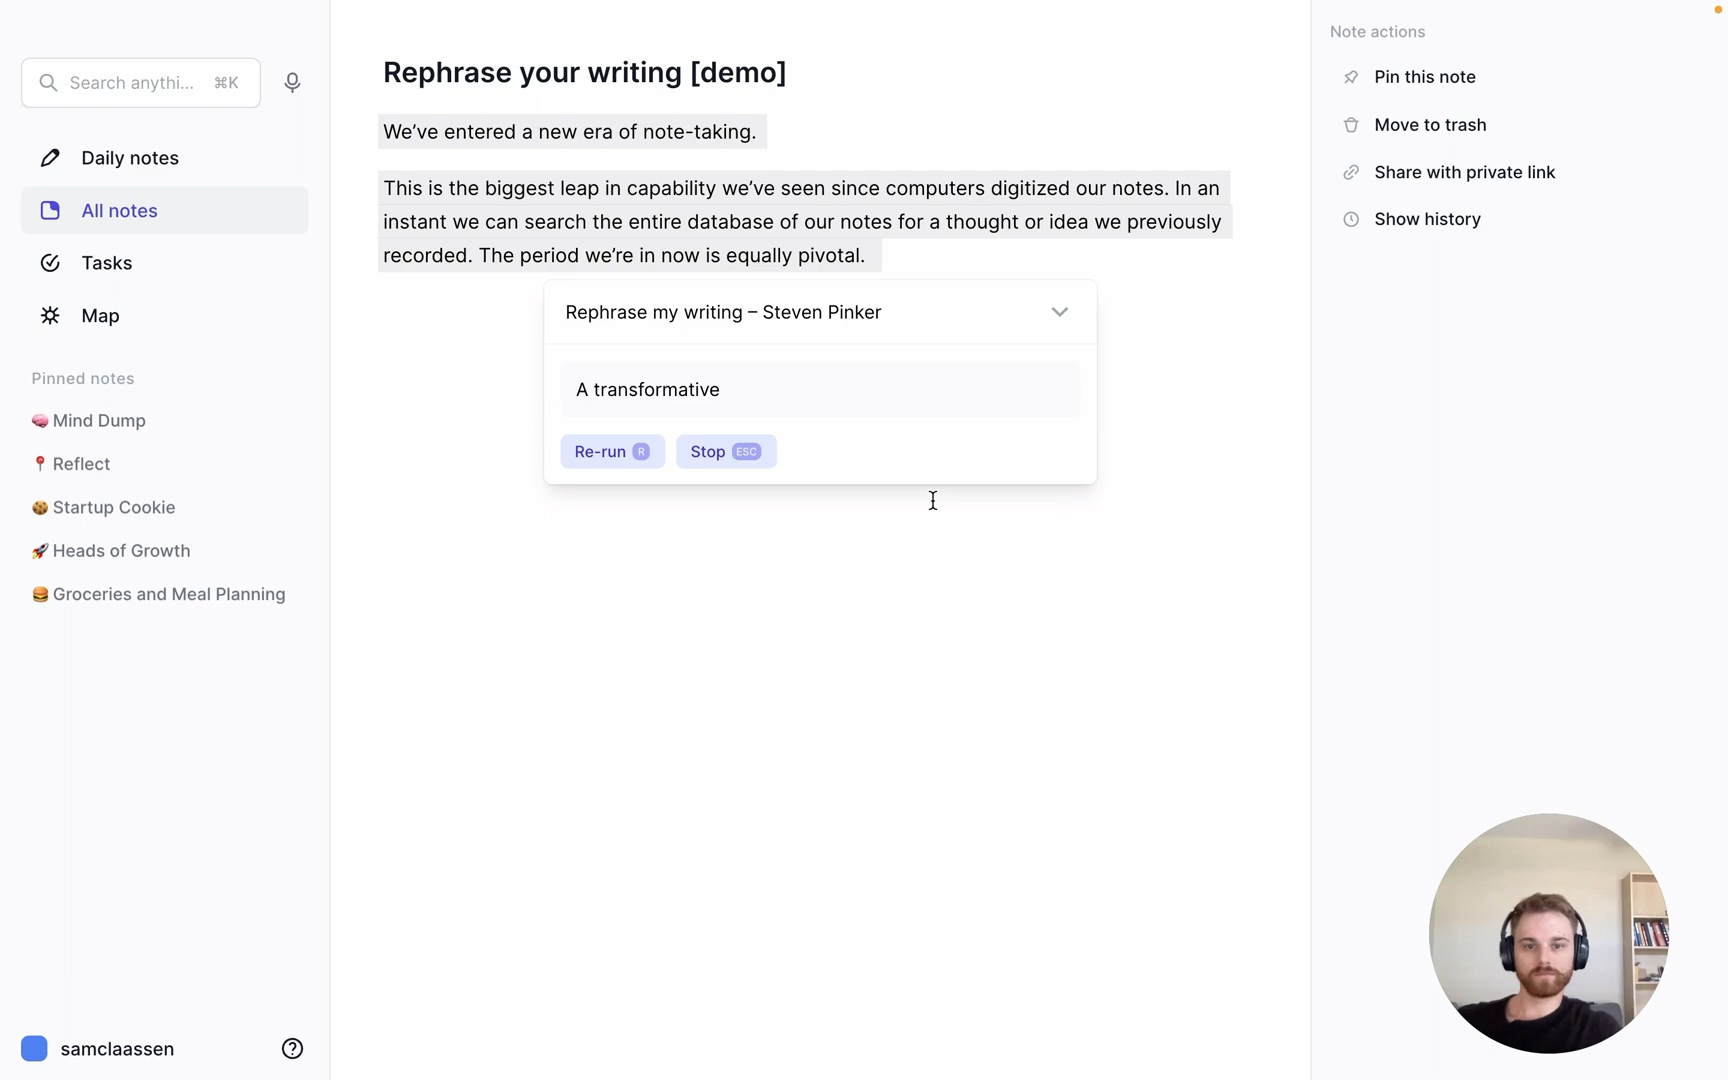 Search anythi... ⌘K
Daily notes
All notes
Tasks
Map
Pinned notes
🧠 Mind Dump
📍 Reflect
🍪 Startup Cookie
🚀 Heads of Growth
🍔 Groceries and Meal Planning
samclaassen
Rephrase your writing [demo]
We’ve entered a new era of note-taking.
This is the biggest leap in capability we’ve seen since computers digitized our notes. In an
instant we can search the entire database of our notes for a thought or idea we previously
recorded. The period we’re in now is equally pivotal.
Rephrase my writing – Steven Pinker
A transformative
Re-run R Stop ESC
Note actions
Pin this note
Move to trash
Share with private link
Show history